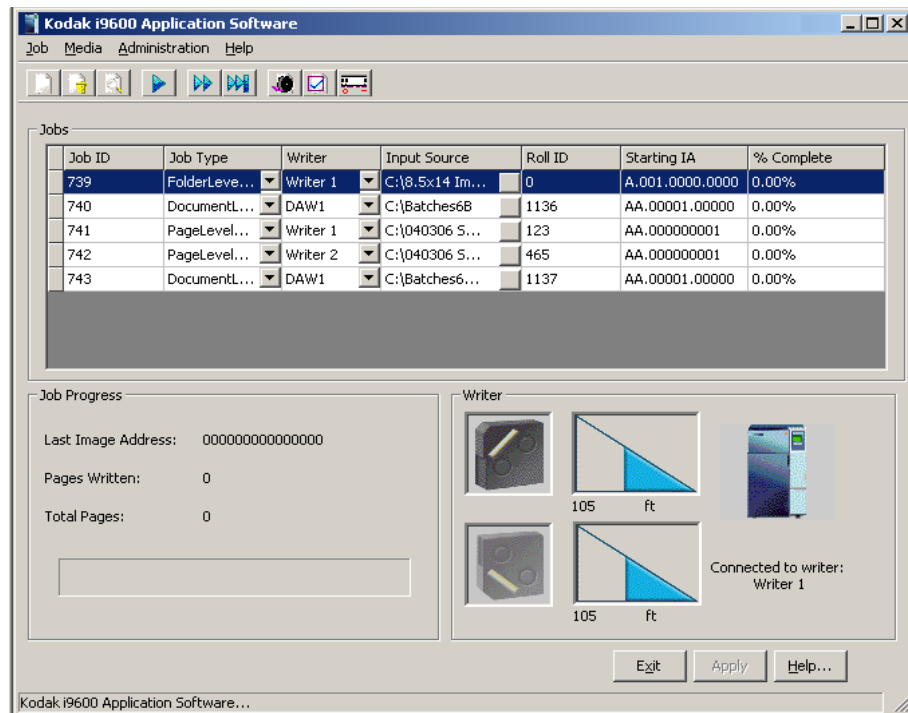 Kodak i9600 Application Software
Job Media Administration Help
Jobs
Job ID Job Type Writer Input Source Roll ID Starting IA % Complete
739 FolderLeve... Writer 1 C:\8.5x14 Im... 0 A.001.0000.0000 0.00%
740 DocumentL... DAW1 C:\Batches6B 1136 AA.00001.00000 0.00%
741 PageLevel... Writer 1 C:\040306 S... 123 AA.000000001 0.00%
742 PageLevel... Writer 2 C:\040306 S... 465 AA.000000001 0.00%
743 DocumentL... DAW1 C:\Batches6... 1137 AA.00001.00000 0.00%
Job Progress
Last Image Address: 000000000000000
Pages Written: 0
Total Pages: 0
Writer
105 ft
105 ft
Connected to writer:
Writer 1
Exit Apply Help...
Kodak i9600 Application Software...